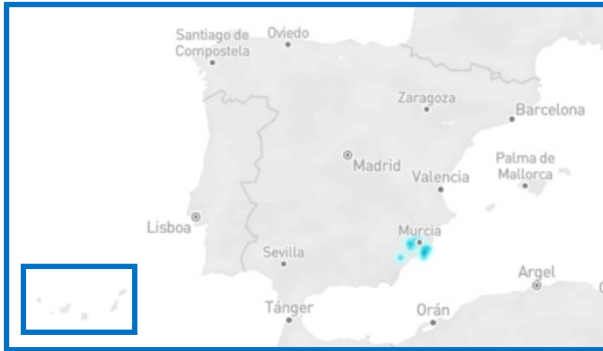 Santiago de
Compostela
Oviedo
Zaragoza
Barcelona
Madrid
Palma de
Mallorca
Valencia
Lisboa
Murcia
Sevilla
Argel
Tánger
Orán